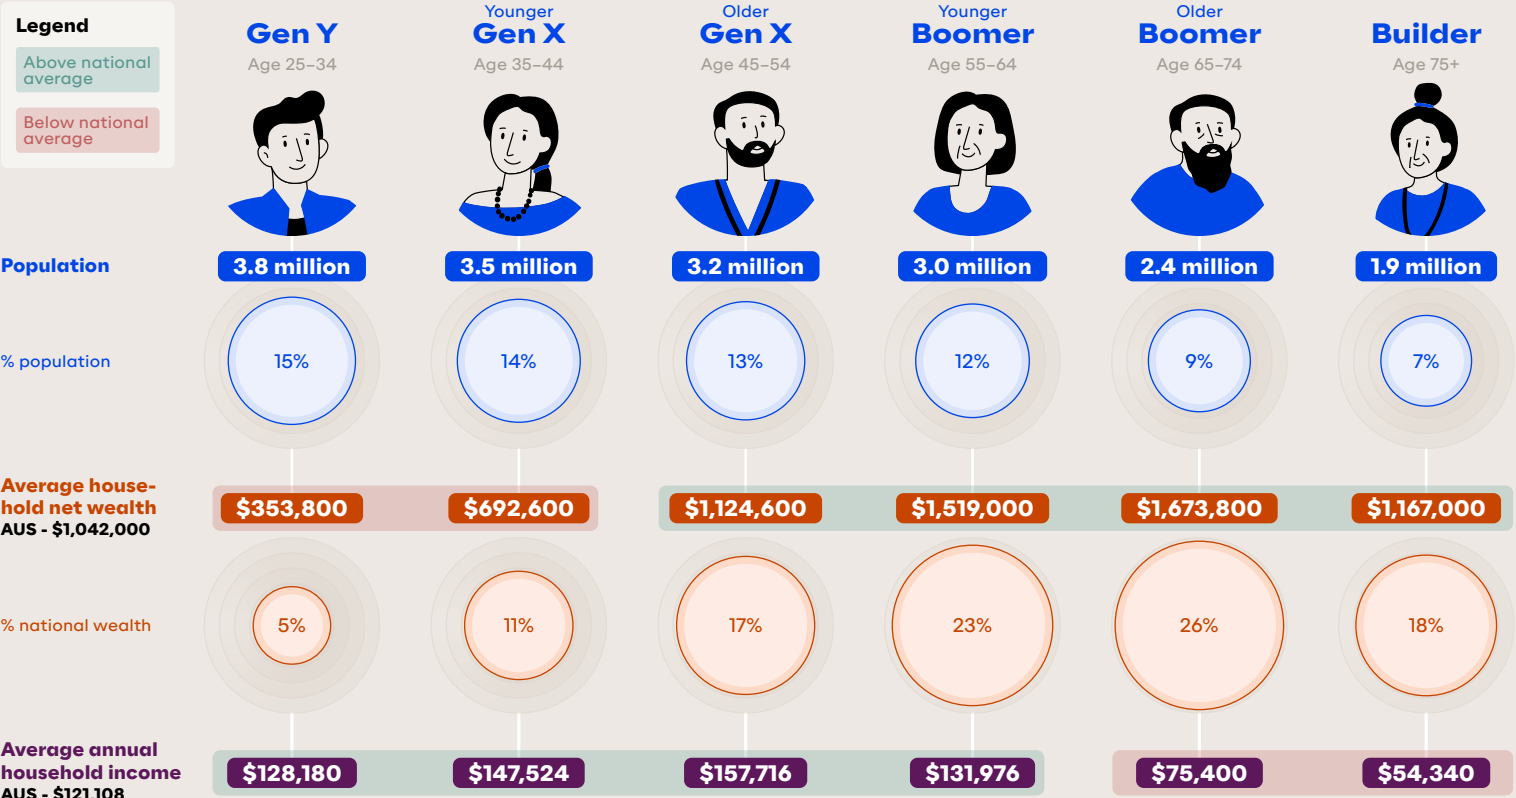 Legend
Above national
average
Below national
average
Gen Y
Age 25–34
Younger
Gen X
Age 35–44
Older
Gen X
Age 45–54
Younger
Boomer
Age 55–64
Older
Boomer
Age 65–74
Builder
Age 75+
Population
3.8 million
3.5 million
3.2 million
3.0 million
2.4 million
1.9 million
% population
15%
14%
13%
12%
9%
7%
Average house-
hold net wealth
AUS - $1,042,000
$353,800
$692,600
$1,124,600
$1,519,000
$1,673,800
$1,167,000
% national wealth
5%
11%
17%
23%
26%
18%
Average annual
household income
AUS - $121,108
$128,180
$147,524
$157,716
$131,976
$75,400
$54,340